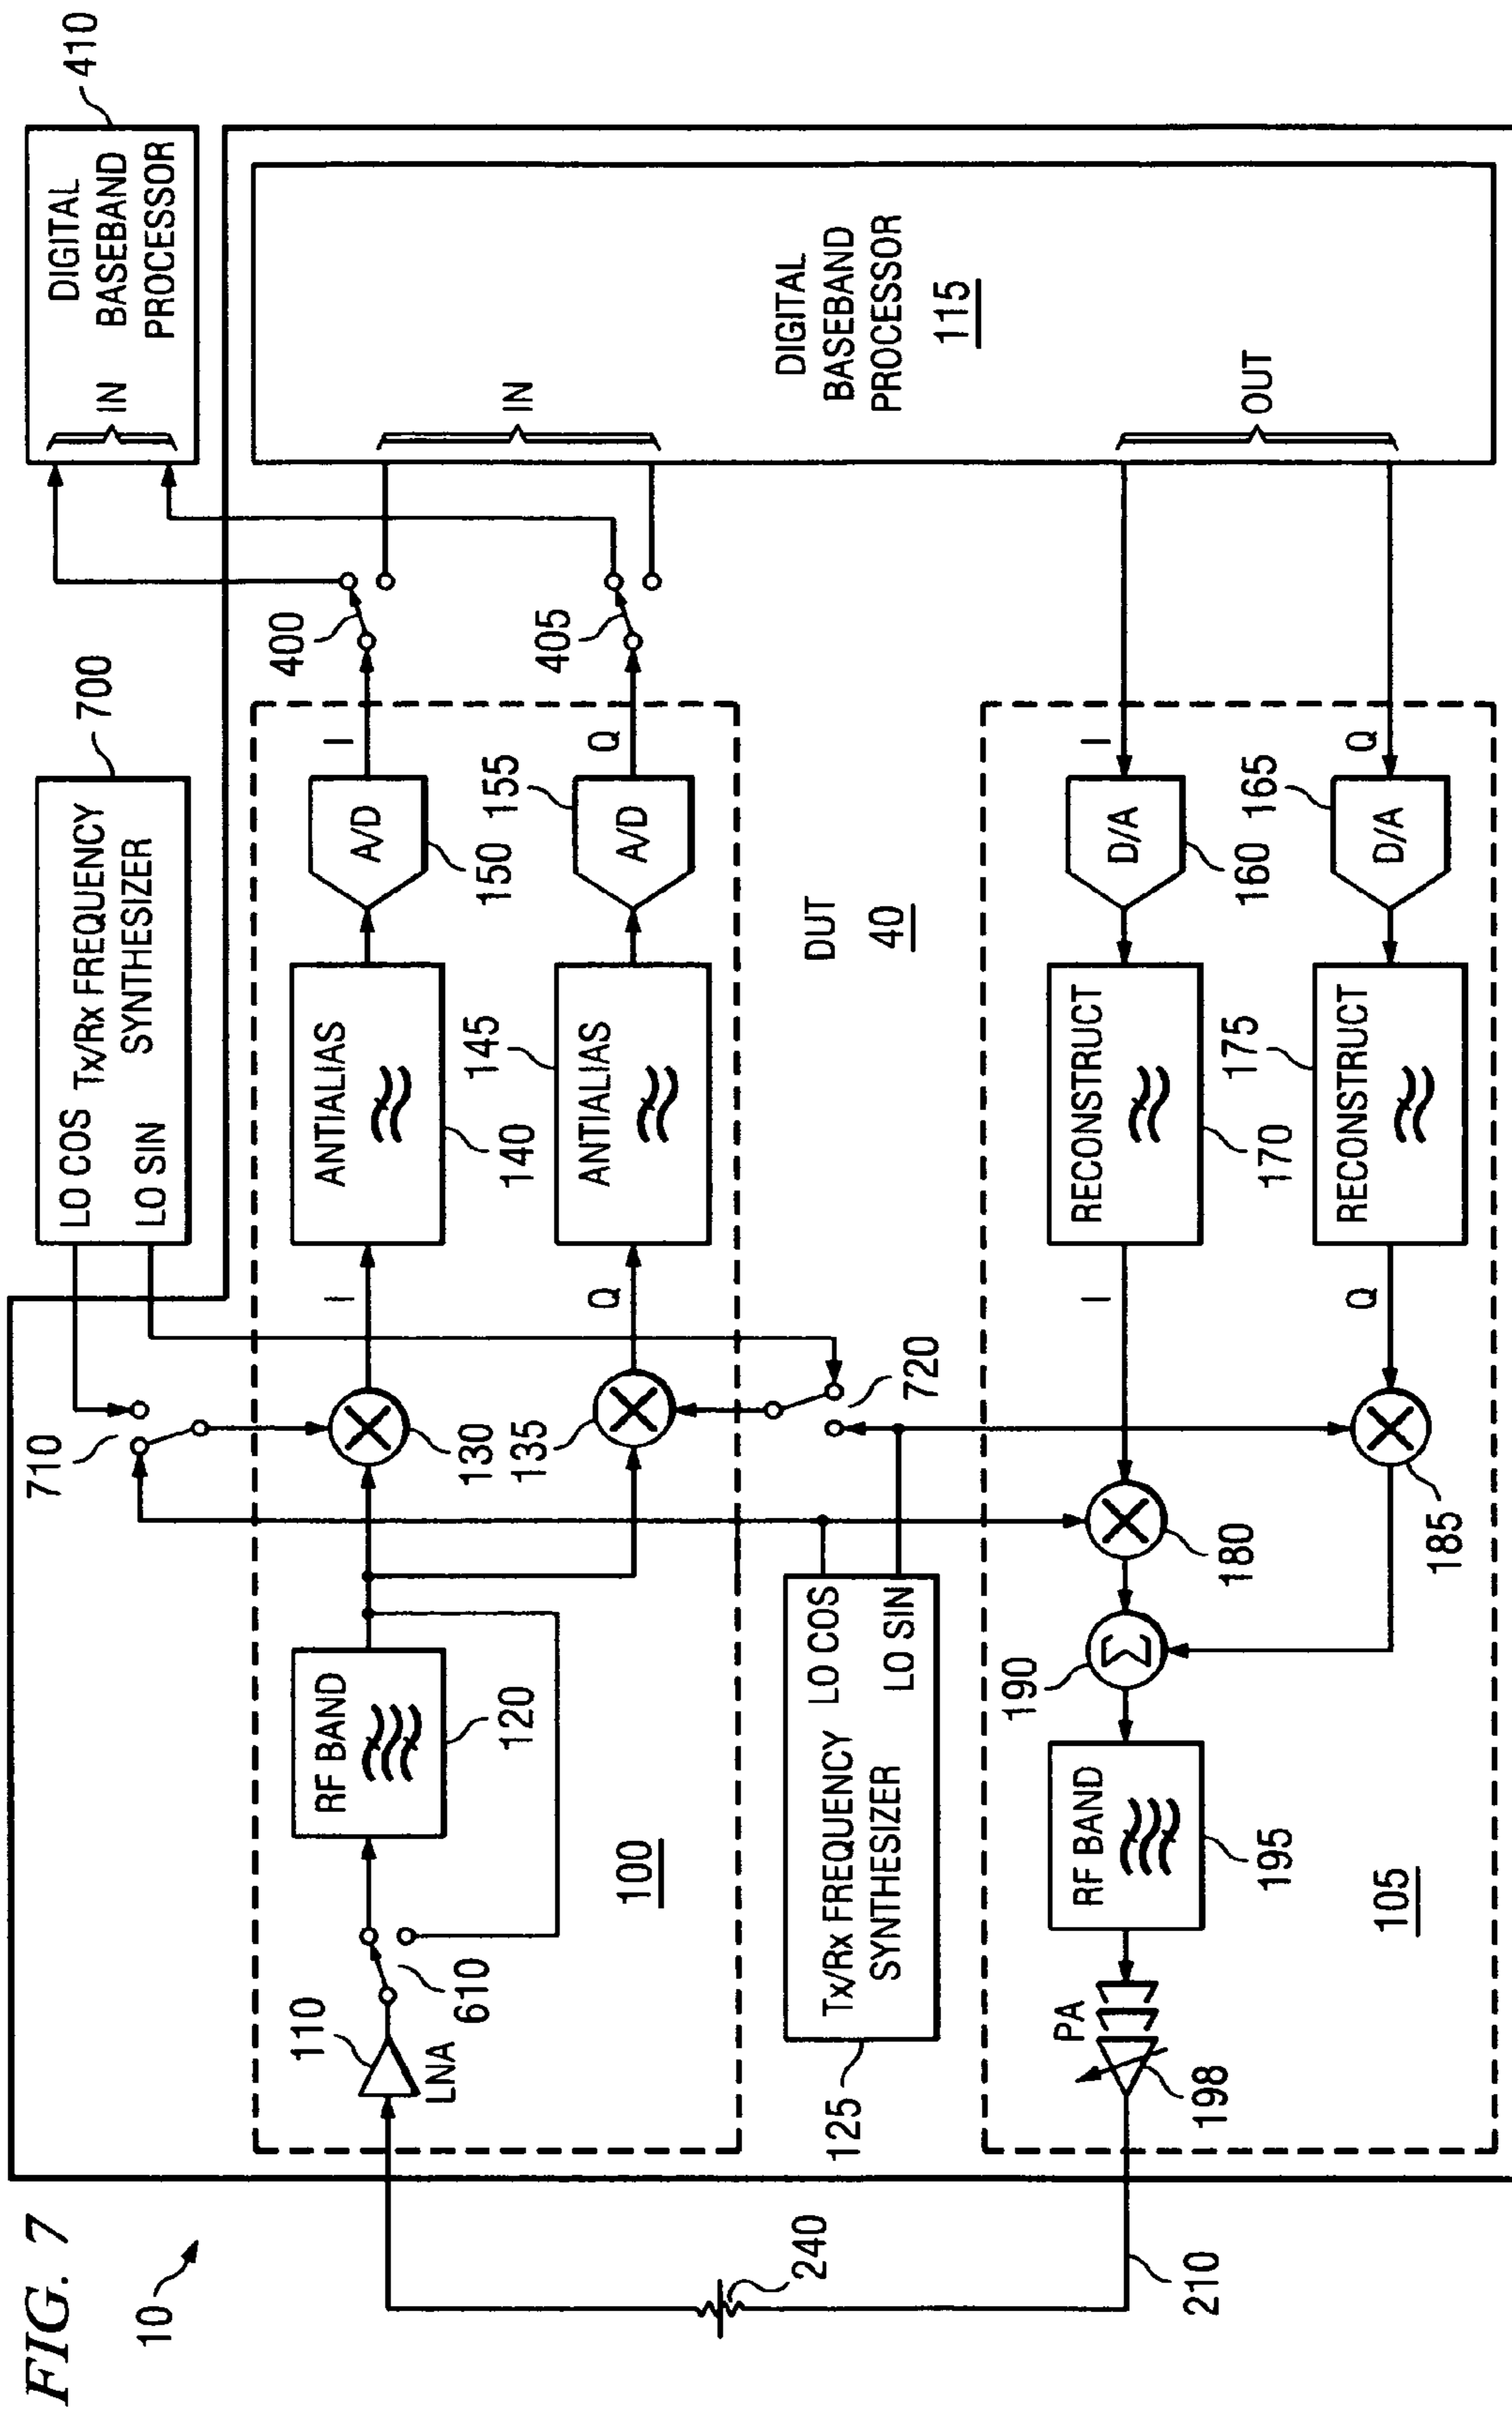 FIG. 7
10
700
410
LO COS
Tx/Rx FREQUENCY
SYNTHESIZER
LO SIN
DIGITAL
BASEBAND
PROCESSOR
IN
710
400
110
LNA
610
RF BAND
120
130
I
ANTIALIAS
140
A/D
150
I
IN
405
135
Q
145
ANTIALIAS
155
A/D
Q
100
DIGITAL
BASEBAND
PROCESSOR
115
240
125
Tx/Rx FREQUENCY
SYNTHESIZER
LO COS
LO SIN
720
DUT
40
210
PA
198
RF BAND
195
190
180
I
RECONSTRUCT
170
D/A
160
I
OUT
105
185
Q
175
RECONSTRUCT
165
D/A
Q